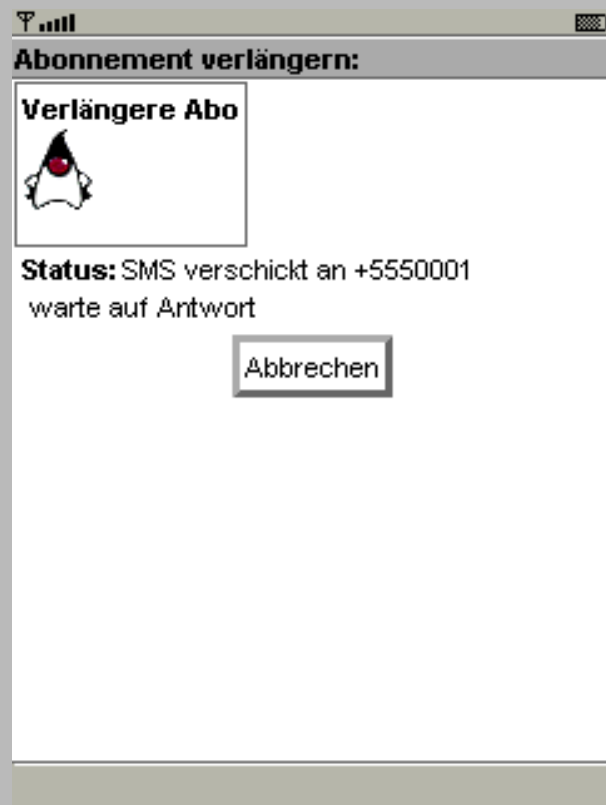 Abonnement verlängern:
Verlängere Abo
Status: SMS verschickt an +5550001
warte auf Antwort
Abbrechen